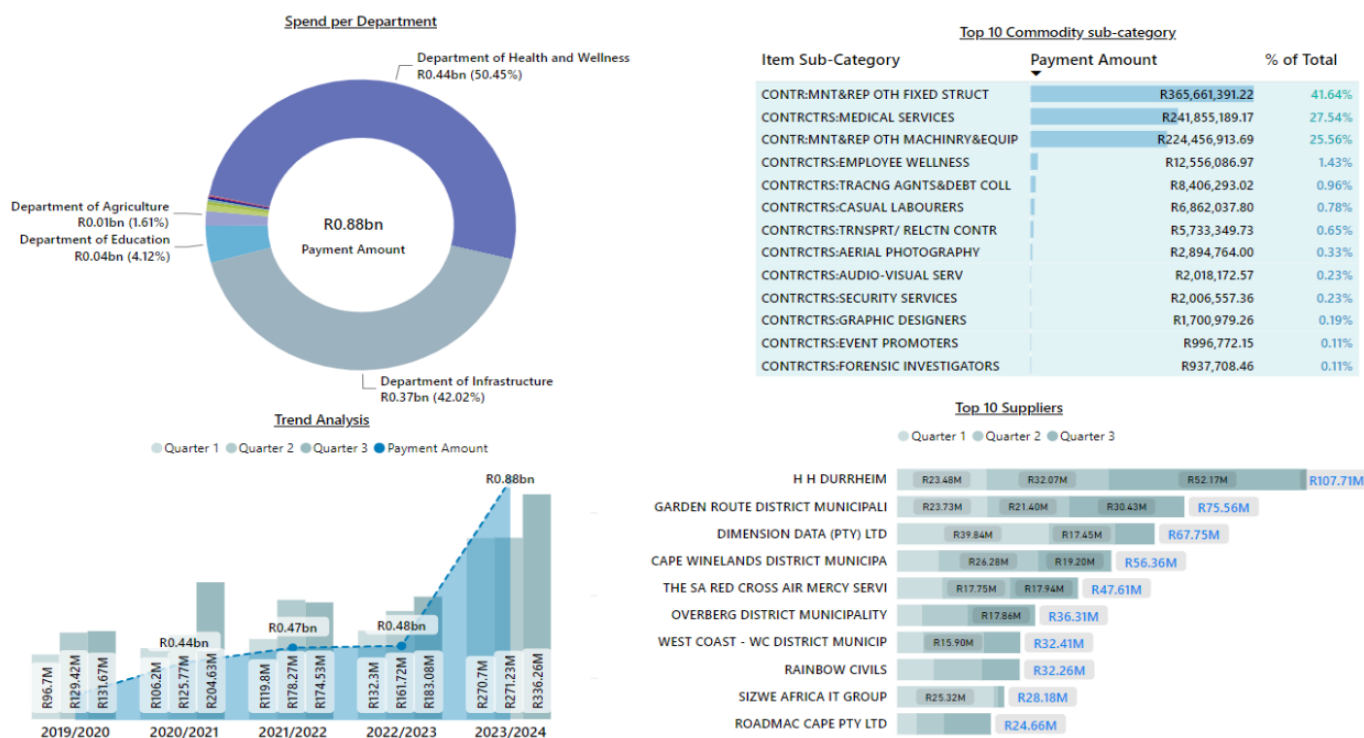 Spend per Department
Department of Health and Wellness
R0.44bn (50.45%)
Department of Agriculture
R0.01bn (1.61%)
Department of Education
R0.04bn (4.12%)
R0.88bn
Payment Amount
Department of Infrastructure
R0.37bn (42.02%)
Top 10 Commodity sub-category
Item Sub-Category Payment Amount % of Total
CONTR:MNT&REP OTH FIXED STRUCT R365,661,391.22 41.64%
CONTRCTRS:MEDICAL SERVICES R241,855,189.17 27.54%
CONTR:MNT&REP OTH MACHINRY&EQUIP R224,456,913.69 25.56%
CONTRCTRS:EMPLOYEE WELLNESS R12,556,086.97 1.43%
CONTRCTRS:TRACNG AGNTS&DEBT COLL R8,406,293.02 0.96%
CONTRCTRS:CASUAL LABOURERS R6,862,037.80 0.78%
CONTRCTRS:TRNSPRT/ RELCTN CONTR R5,733,349.73 0.65%
CONTRCTRS:AERIAL PHOTOGRAPHY R2,894,764.00 0.33%
CONTRCTRS:AUDIO-VISUAL SERV R2,018,172.57 0.23%
CONTRCTRS:SECURITY SERVICES R2,006,557.36 0.23%
CONTRCTRS:GRAPHIC DESIGNERS R1,700,979.26 0.19%
CONTRCTRS:EVENT PROMOTERS R996,772.15 0.11%
CONTRCTRS:FORENSIC INVESTIGATORS R937,708.46 0.11%
Trend Analysis
Quarter 1 Quarter 2 Quarter 3 Payment Amount
R0.88bn
R0.44bn R0.47bn R0.48bn
R96.7M R129.42M R131.67M R106.2M R125.77M R204.63M R119.8M R178.27M R174.53M R132.3M R161.72M R183.08M R270.7M R271.23M R336.26M
2019/2020 2020/2021 2021/2022 2022/2023 2023/2024
Top 10 Suppliers
Quarter 1 Quarter 2 Quarter 3
H H DURRHEIM R23.48M R32.07M R52.17M R107.71M
GARDEN ROUTE DISTRICT MUNICIPALI R23.73M R21.40M R30.43M R75.56M
DIMENSION DATA (PTY) LTD R39.84M R17.45M R67.75M
CAPE WINELANDS DISTRICT MUNICIPA R26.28M R19.20M R56.36M
THE SA RED CROSS AIR MERCY SERVI R17.75M R17.94M R47.61M
OVERBERG DISTRICT MUNICIPALITY R17.86M R36.31M
WEST COAST - WC DISTRICT MUNICIP R15.90M R32.41M
RAINBOW CIVILS R32.26M
SIZWE AFRICA IT GROUP R25.32M R28.18M
ROADMAC CAPE PTY LTD R24.66M